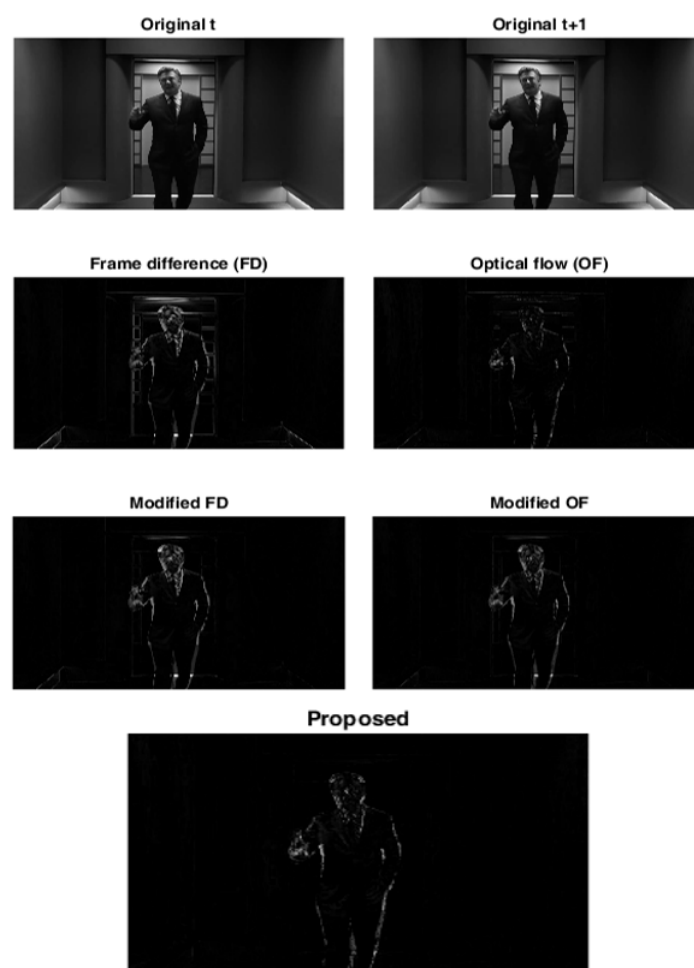 Original t
Original t+1
Frame difference (FD)
Optical flow (OF)
Modified FD
Modified OF
Proposed